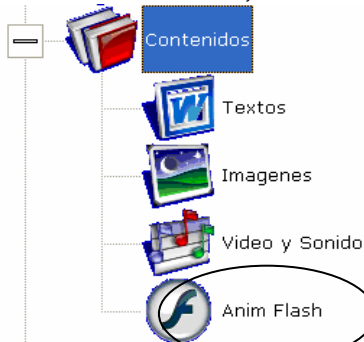 Contenidos
Textos
Imagenes
Video y Sonido
Anim Flash